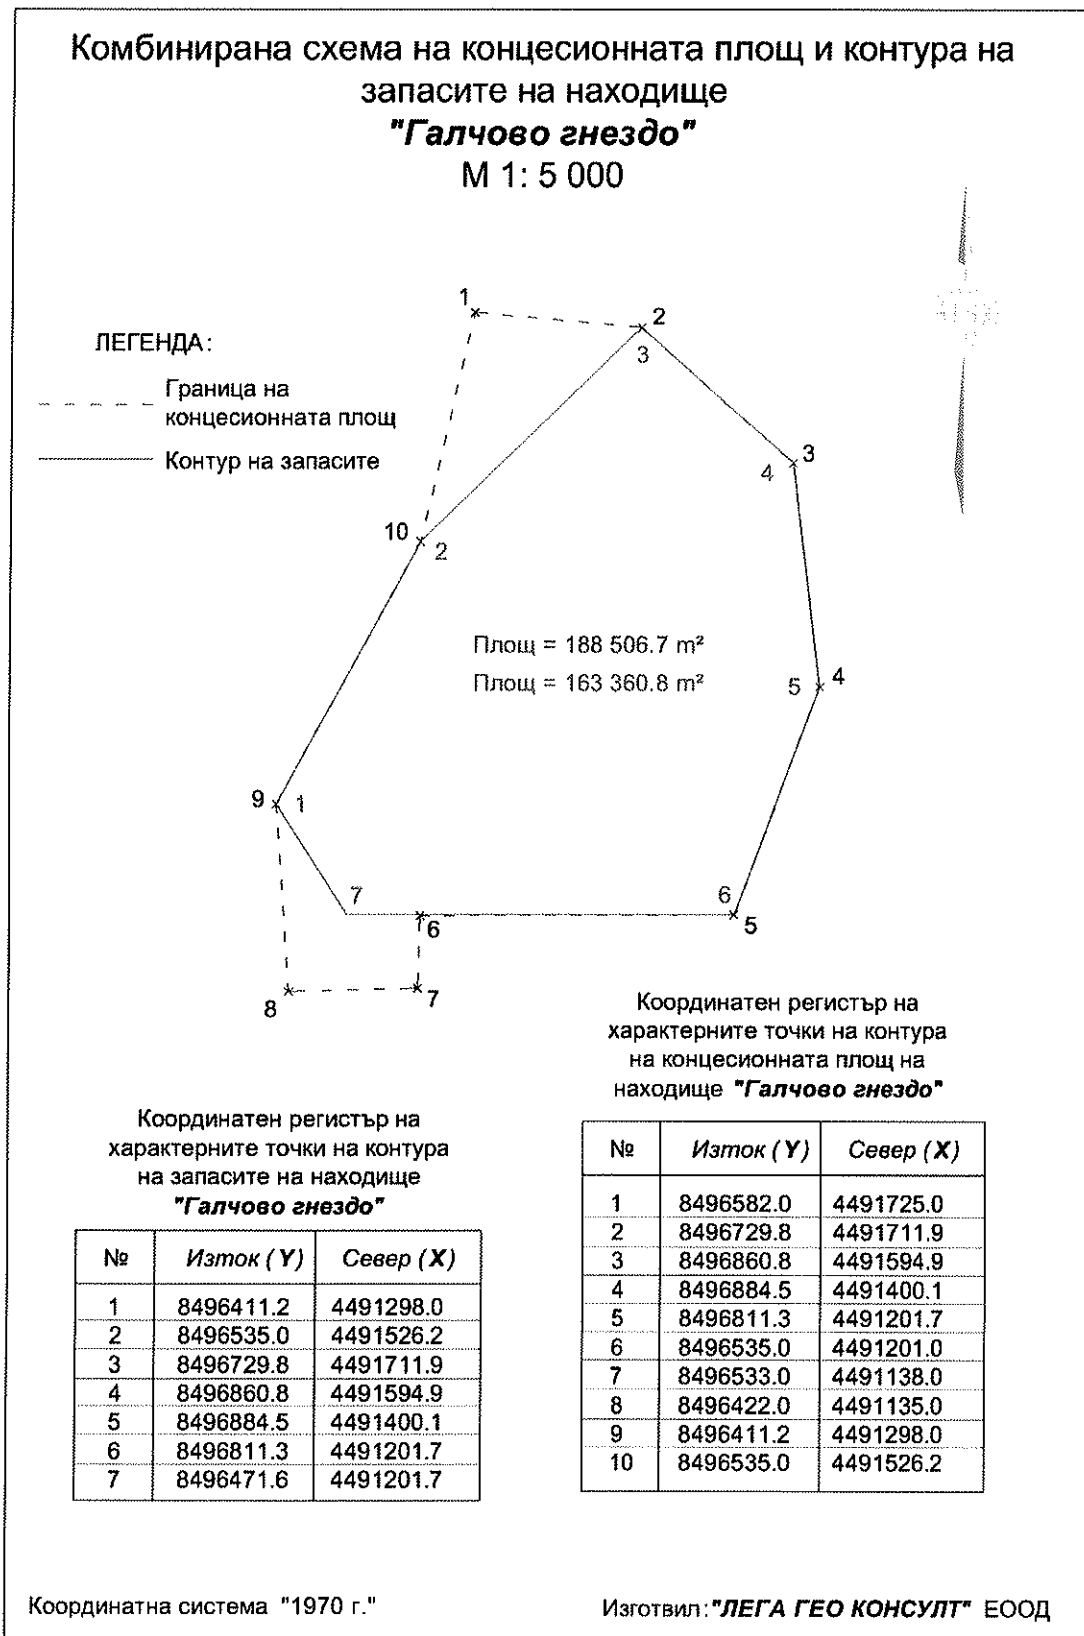 Комбинирана схема на концесионната площ и контура на
запасите на находище
"Галчово гнездо"
М 1: 5 000
ЛЕГЕНДА:
Граница на
концесионната площ
Контур на запасите
1
2
3
3
4
10
2
Площ = 188 506.7 m²
Площ = 163 360.8 m²
5
4
9
1
7
6
6
5
8
7
Координатен регистър на
характерните точки на контура
на концесионната площ на
находище "Галчово гнездо"
№ Изток (Y) Север (X)
1 8496582.0 4491725.0
2 8496729.8 4491711.9
3 8496860.8 4491594.9
4 8496884.5 4491400.1
5 8496811.3 4491201.7
6 8496535.0 4491201.0
7 8496533.0 4491138.0
8 8496422.0 4491135.0
9 8496411.2 4491298.0
10 8496535.0 4491526.2
Координатен регистър на
характерните точки на контура
на запасите на находище
"Галчово гнездо"
№ Изток (Y) Север (X)
1 8496411.2 4491298.0
2 8496535.0 4491526.2
3 8496729.8 4491711.9
4 8496860.8 4491594.9
5 8496884.5 4491400.1
6 8496811.3 4491201.7
7 8496471.6 4491201.7
Координатна система "1970 г."
Изготвил:"ЛЕГА ГЕО КОНСУЛТ" ЕООД